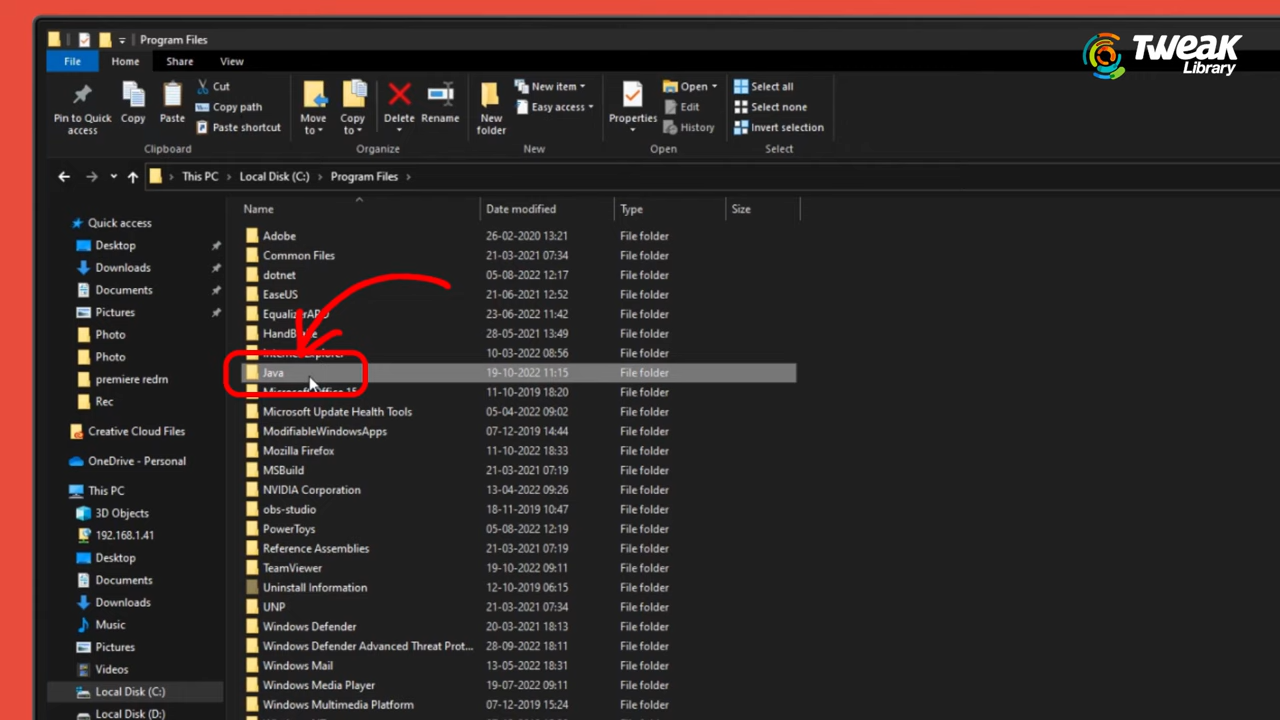 Program Files
TWEAK
Library
File Home Share View
Pin to Quick access
Copy
Paste
Cut
Copy path
Paste shortcut
Clipboard
Move to
Copy to
Delete
Rename
Organize
New folder
New item
Easy access
New
Properties
Open
Edit
History
Open
Select all
Select none
Invert selection
Select
This PC > Local Disk (C:) > Program Files >
Quick access
Desktop
Downloads
Documents
Pictures
Photo
Photo
premiere redrn
Rec
Creative Cloud Files
OneDrive - Personal
This PC
3D Objects
192.168.1.41
Desktop
Documents
Downloads
Music
Pictures
Videos
Local Disk (C:)
Local Disk (D:)
Name Date modified Type Size
Adobe 26-02-2020 13:21 File folder
Common Files 21-03-2021 07:34 File folder
dotnet 05-08-2022 12:17 File folder
EaseUS 21-06-2021 12:52 File folder
EqualizerAPO 23-06-2022 11:42 File folder
HandBrake 28-05-2021 13:49 File folder
Internet Explorer 10-03-2022 08:56 File folder
Java 19-10-2022 11:15 File folder
Microsoft Office 15 11-10-2019 18:20 File folder
Microsoft Update Health Tools 05-04-2022 09:02 File folder
ModifiableWindowsApps 07-12-2019 14:44 File folder
Mozilla Firefox 11-10-2022 18:33 File folder
MSBuild 21-03-2021 07:19 File folder
NVIDIA Corporation 13-04-2022 09:26 File folder
obs-studio 18-11-2019 10:47 File folder
PowerToys 05-08-2022 12:19 File folder
Reference Assemblies 21-03-2021 07:19 File folder
TeamViewer 19-10-2022 09:11 File folder
Uninstall Information 12-10-2019 06:15 File folder
UNP 21-03-2021 07:34 File folder
Windows Defender 20-03-2021 18:13 File folder
Windows Defender Advanced Threat Prot... 28-09-2022 18:11 File folder
Windows Mail 13-05-2022 18:31 File folder
Windows Media Player 19-07-2022 09:11 File folder
Windows Multimedia Platform 07-12-2019 15:24 File folder